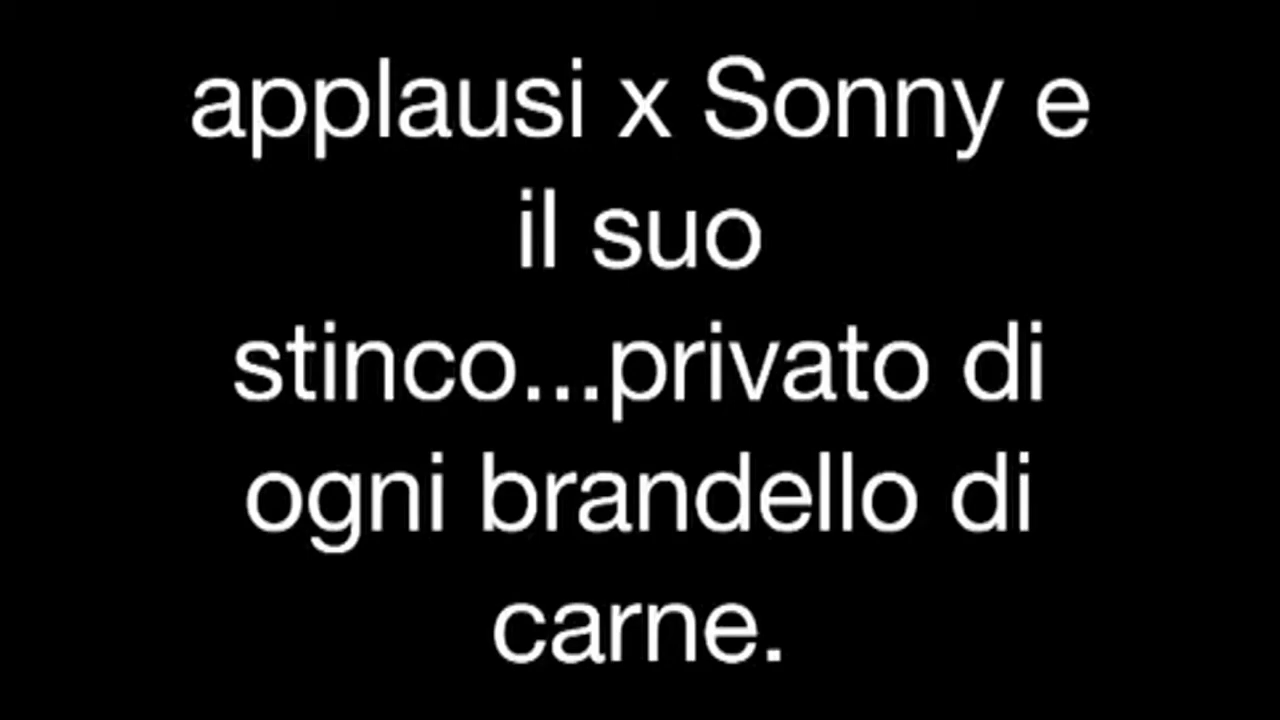 applausi x Sonny e
il suo
stinco...privato di
ogni brandello di
carne.